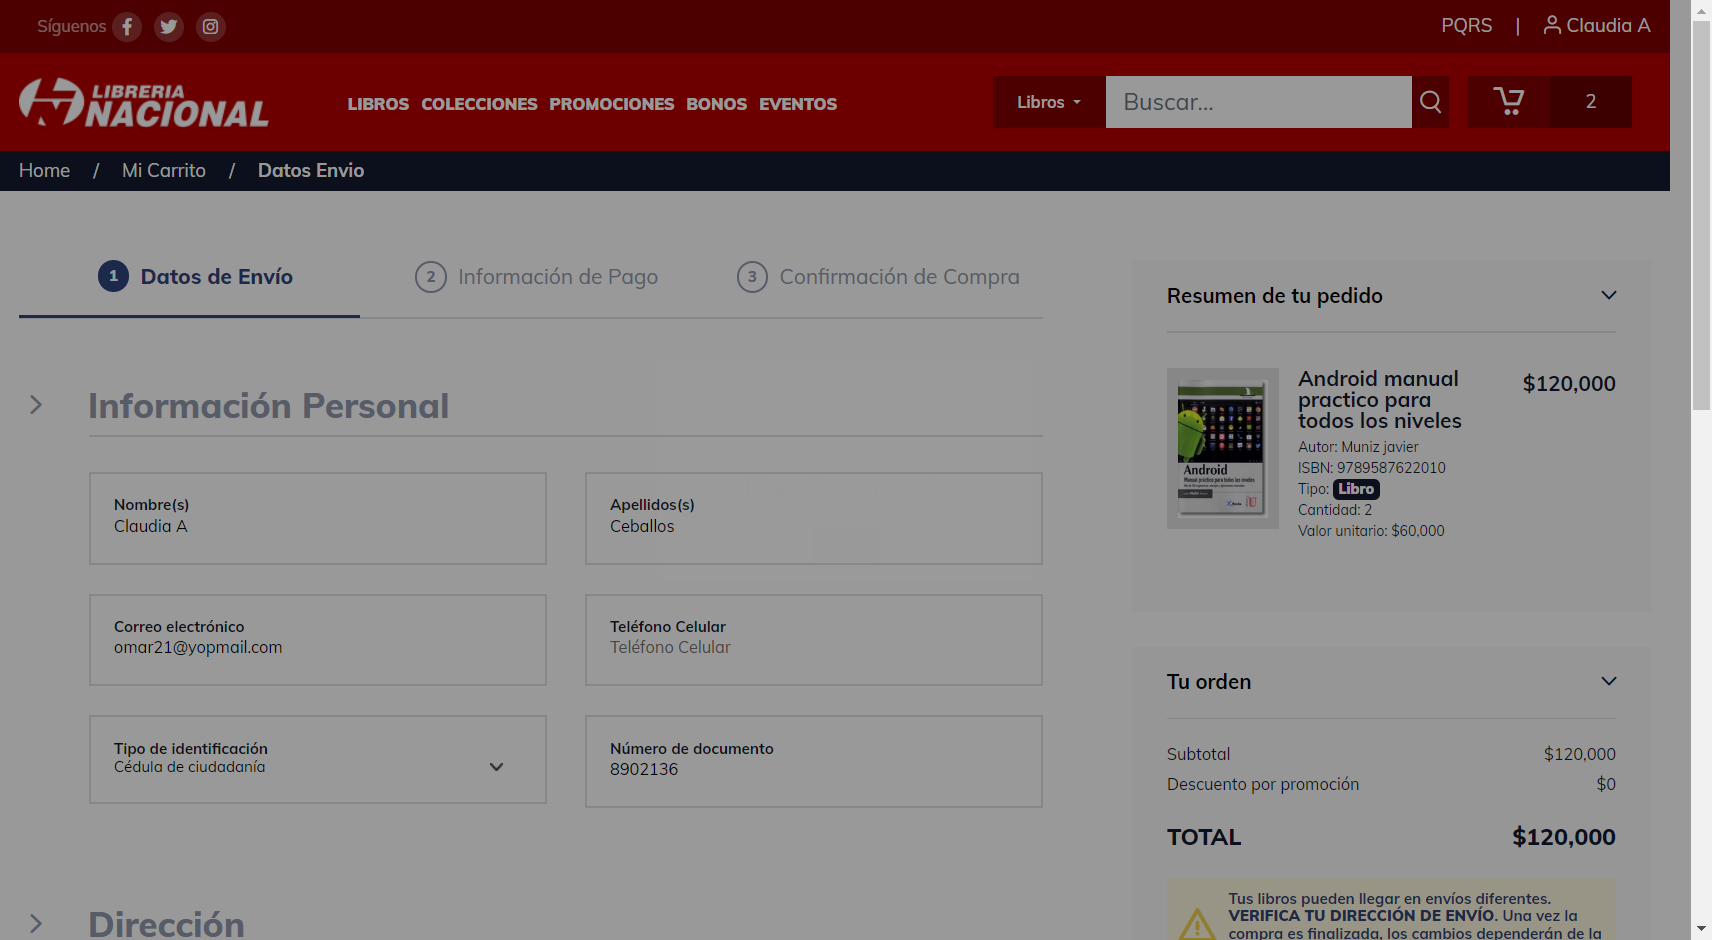 Síguenos
PQRS | Claudia A
LIBRERIA
NACIONAL
LIBROS COLECCIONES PROMOCIONES BONOS EVENTOS
Libros Buscar... 2
Home / Mi Carrito / Datos Envio
1 Datos de Envío 2 Información de Pago 3 Confirmación de Compra
Información Personal
Nombre(s)
Claudia A
Apellidos(s)
Ceballos
Correo electrónico
omar21@yopmail.com
Teléfono Celular
Teléfono Celular
Tipo de identificación
Cédula de ciudadanía
Número de documento
8902136
Dirección
Resumen de tu pedido
Android
Manual práctico para todos los niveles
Android manual
practico para
todos los niveles
$120,000
Autor: Muniz javier
ISBN: 9789587622010
Tipo: Libro
Cantidad: 2
Valor unitario: $60,000
Tu orden
Subtotal $120,000
Descuento por promoción $0
TOTAL $120,000
Tus libros pueden llegar en envíos diferentes.
VERIFICA TU DIRECCIÓN DE ENVÍO. Una vez la
compra es finalizada, los cambios dependerán de la